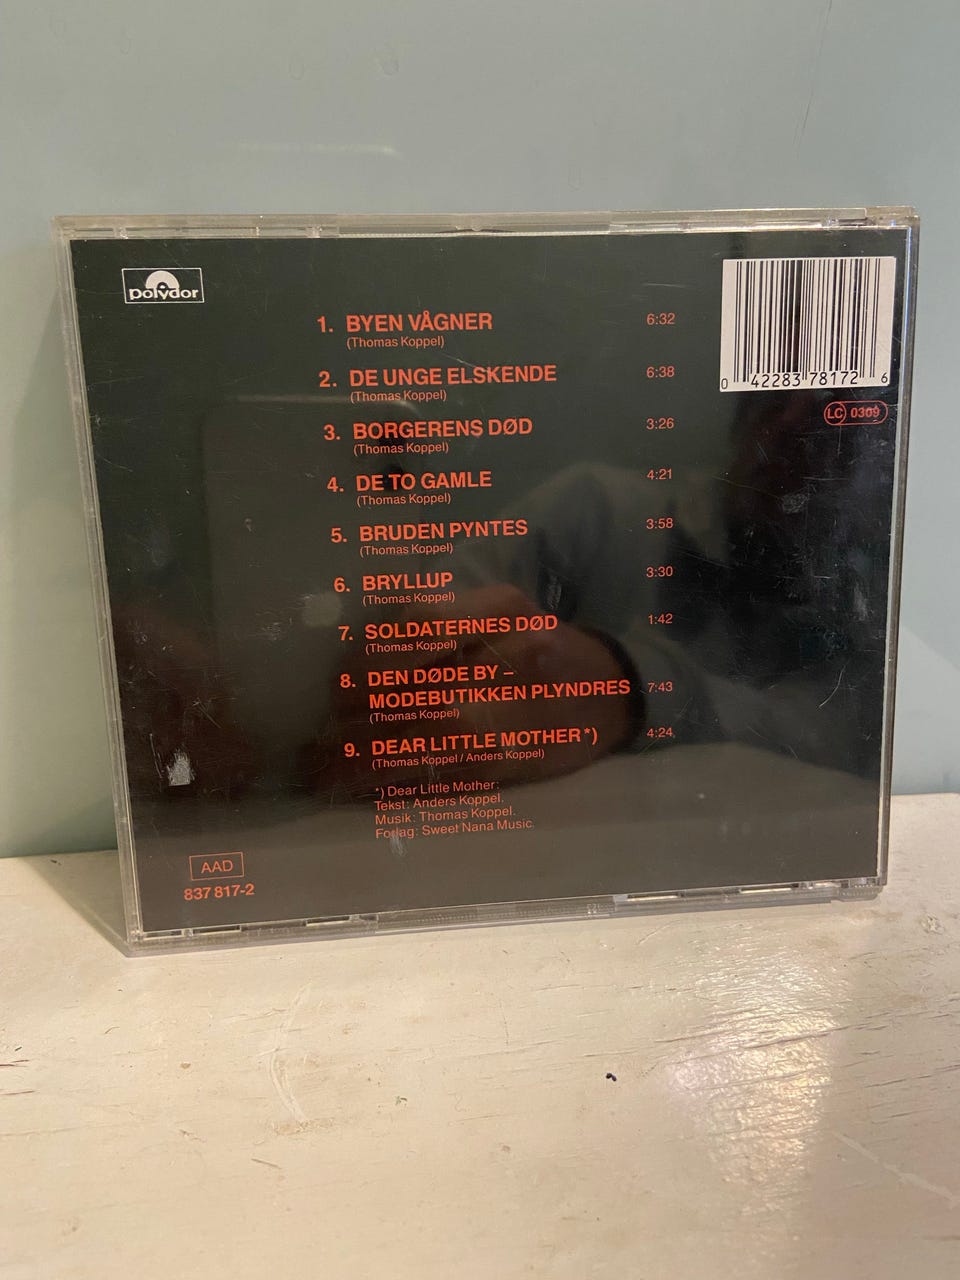 polydor
1. BYEN VÅGNER 6:32
(Thomas Koppel)
2. DE UNGE ELSKENDE 6:38
(Thomas Koppel)
3. BORGERENS DØD 3:26
(Thomas Koppel)
4. DE TO GAMLE 4:21
(Thomas Koppel)
5. BRUDEN PYNTES 3:58
(Thomas Koppel)
6. BRYLLUP 3:30
(Thomas Koppel)
7. SOLDATERNES DØD 1:42
(Thomas Koppel)
8. DEN DØDE BY –
MODEBUTIKKEN PLYNDRES 7:43
(Thomas Koppel)
9. DEAR LITTLE MOTHER *) 4:24
(Thomas Koppel / Anders Koppel)
*) Dear Little Mother:
Tekst: Anders Koppel.
Musik: Thomas Koppel.
Forlag: Sweet Nana Music.
0 42283 78172 6
LC 0309
AAD
837 817-2